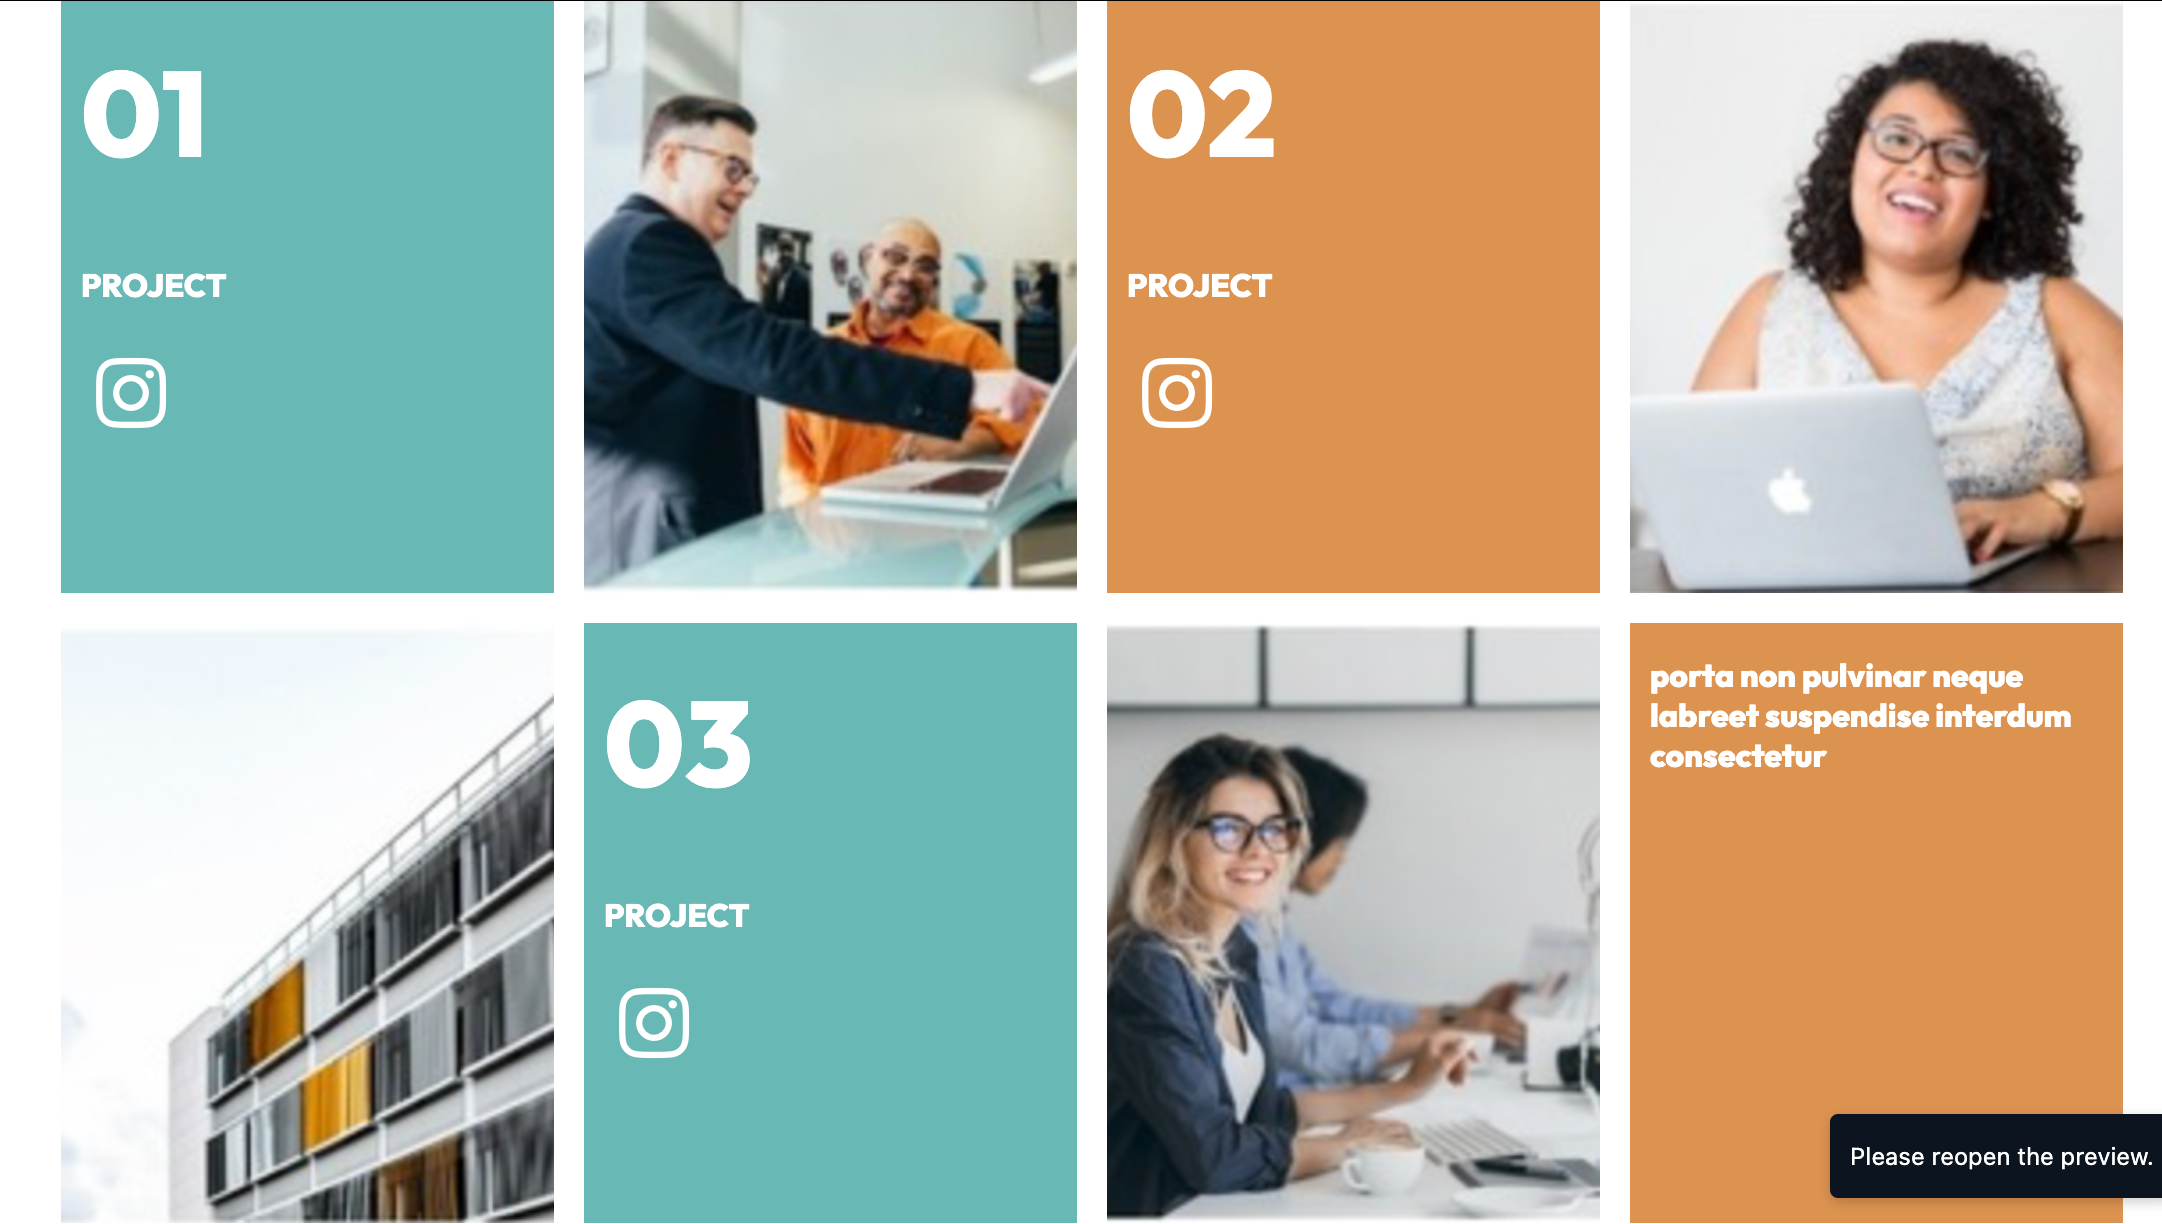 01
PROJECT
02
PROJECT
03
PROJECT
porta non pulvinar neque
labreet suspendise interdum
consectetur
Please reopen the preview.